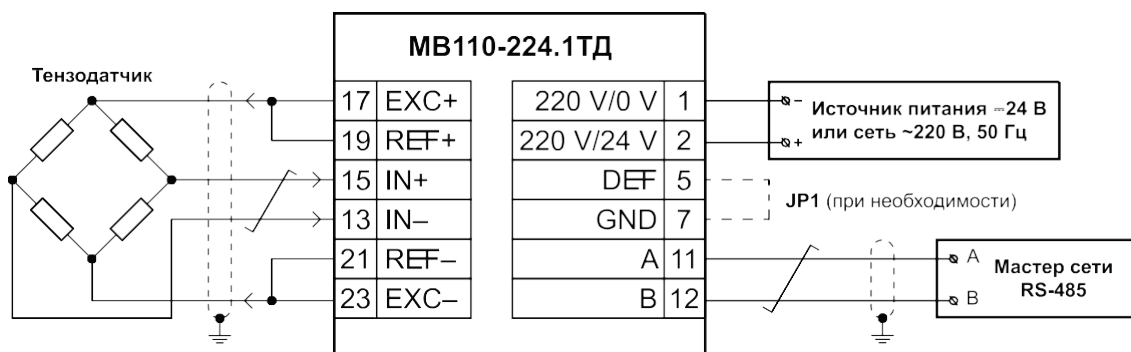 МВ110-224.1ТД
Тензодатчик
17 EXC+
19 REF+
15 IN+
13 IN–
21 REF–
23 EXC–
220 V/0 V 1
220 V/24 V 2
DEF 5
GND 7
A 11
B 12
–
+
Источник питания ⎓24 В
или сеть ~220 В, 50 Гц
JP1 (при необходимости)
A
B
Мастер сети
RS-485